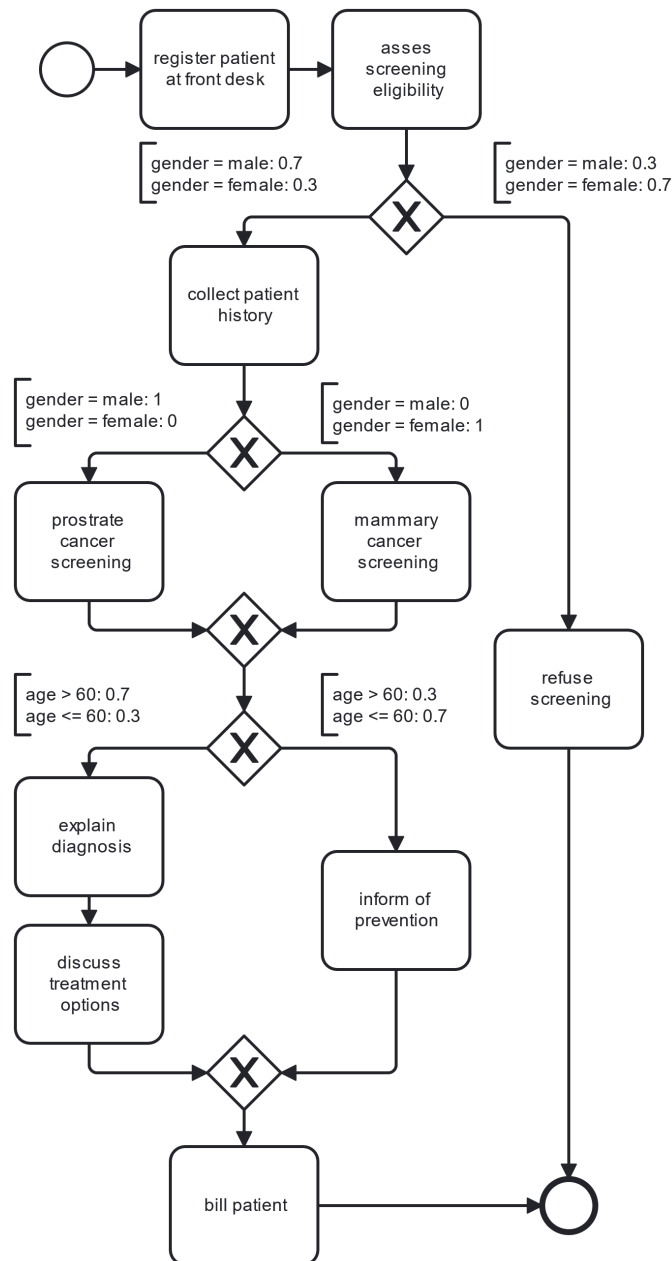 register patient
at front desk
asses
screening
eligibility
gender = male: 0.7
gender = female: 0.3
gender = male: 0.3
gender = female: 0.7
X
collect patient
history
gender = male: 1
gender = female: 0
gender = male: 0
gender = female: 1
X
prostrate
cancer
screening
mammary
cancer
screening
X
refuse
screening
age > 60: 0.7
age <= 60: 0.3
age > 60: 0.3
age <= 60: 0.7
X
explain
diagnosis
inform of
prevention
discuss
treatment
options
X
bill patient